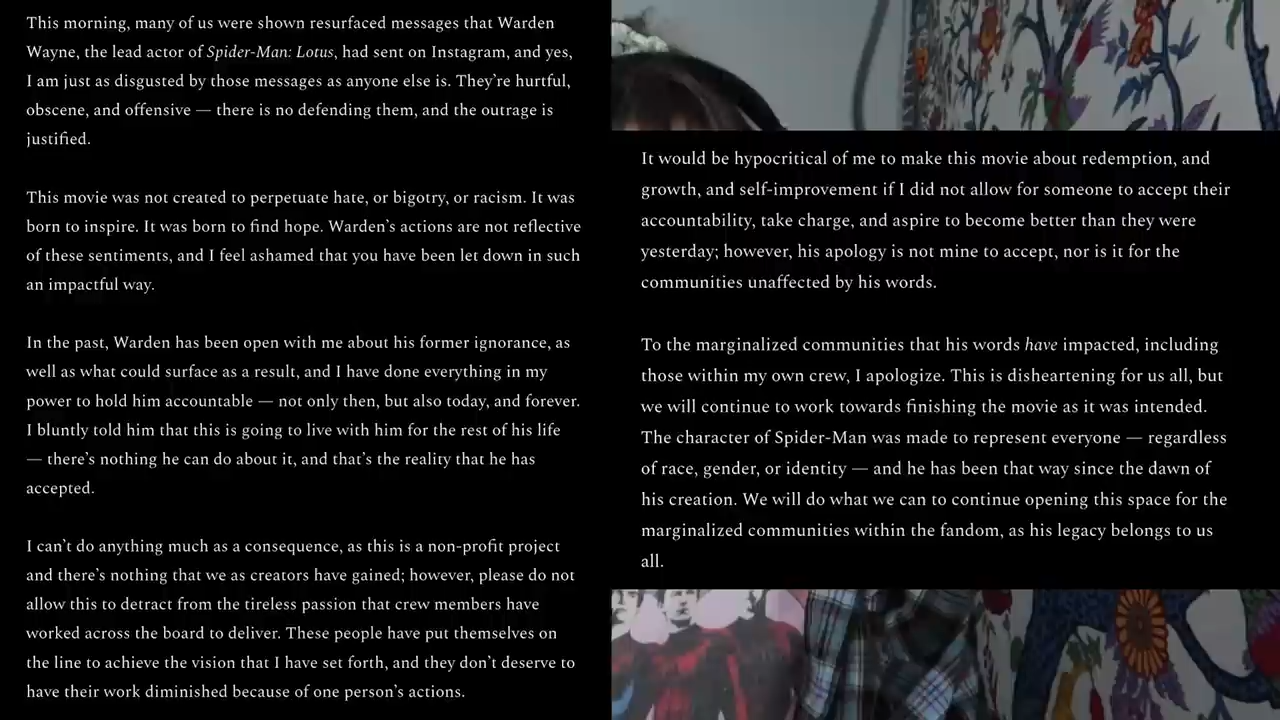 This morning, many of us were shown resurfaced messages that Warden
Wayne, the lead actor of Spider-Man: Lotus, had sent on Instagram, and yes,
I am just as disgusted by those messages as anyone else is. They're hurtful,
obscene, and offensive — there is no defending them, and the outrage is
justified.
This movie was not created to perpetuate hate, or bigotry, or racism. It was
born to inspire. It was born to find hope. Warden's actions are not reflective
of these sentiments, and I feel ashamed that you have been let down in such
an impactful way.
In the past, Warden has been open with me about his former ignorance, as
well as what could surface as a result, and I have done everything in my
power to hold him accountable — not only then, but also today, and forever.
I bluntly told him that this is going to live with him for the rest of his life
— there's nothing he can do about it, and that's the reality that he has
accepted.
I can't do anything much as a consequence, as this is a non-profit project
and there's nothing that we as creators have gained; however, please do not
allow this to detract from the tireless passion that crew members have
worked across the board to deliver. These people have put themselves on
the line to achieve the vision that I have set forth, and they don't deserve to
have their work diminished because of one person's actions.
It would be hypocritical of me to make this movie about redemption, and
growth, and self-improvement if I did not allow for someone to accept their
accountability, take charge, and aspire to become better than they were
yesterday; however, his apology is not mine to accept, nor is it for the
communities unaffected by his words.
To the marginalized communities that his words have impacted, including
those within my own crew, I apologize. This is disheartening for us all, but
we will continue to work towards finishing the movie as it was intended.
The character of Spider-Man was made to represent everyone — regardless
of race, gender, or identity — and he has been that way since the dawn of
his creation. We will do what we can to continue opening this space for the
marginalized communities within the fandom, as his legacy belongs to us
all.